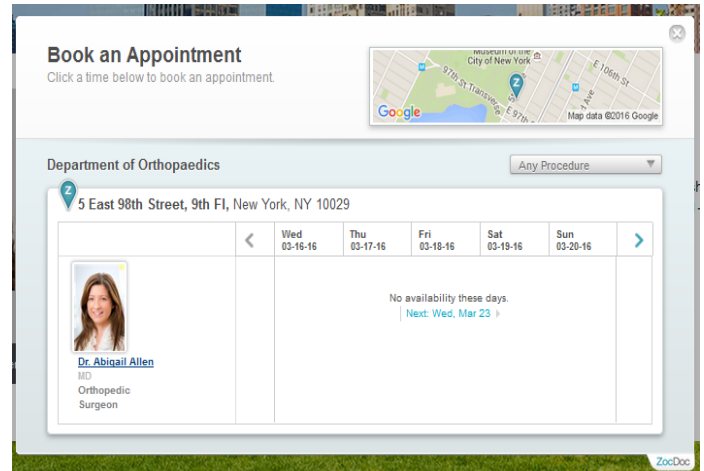 Book an Appointment
Click a time below to book an appointment.
Museum of the
City of New York
97th St Transverse
E 106th St
E 97th
Google
Map data ©2016 Google
Department of Orthopaedics
Any Procedure
Z
5 East 98th Street, 9th Fl, New York, NY 10029
Wed
03-16-16
Thu
03-17-16
Fri
03-18-16
Sat
03-19-16
Sun
03-20-16
No availability these days.
Next: Wed, Mar 23
Dr. Abigail Allen
MD
Orthopedic
Surgeon
ZocDoc